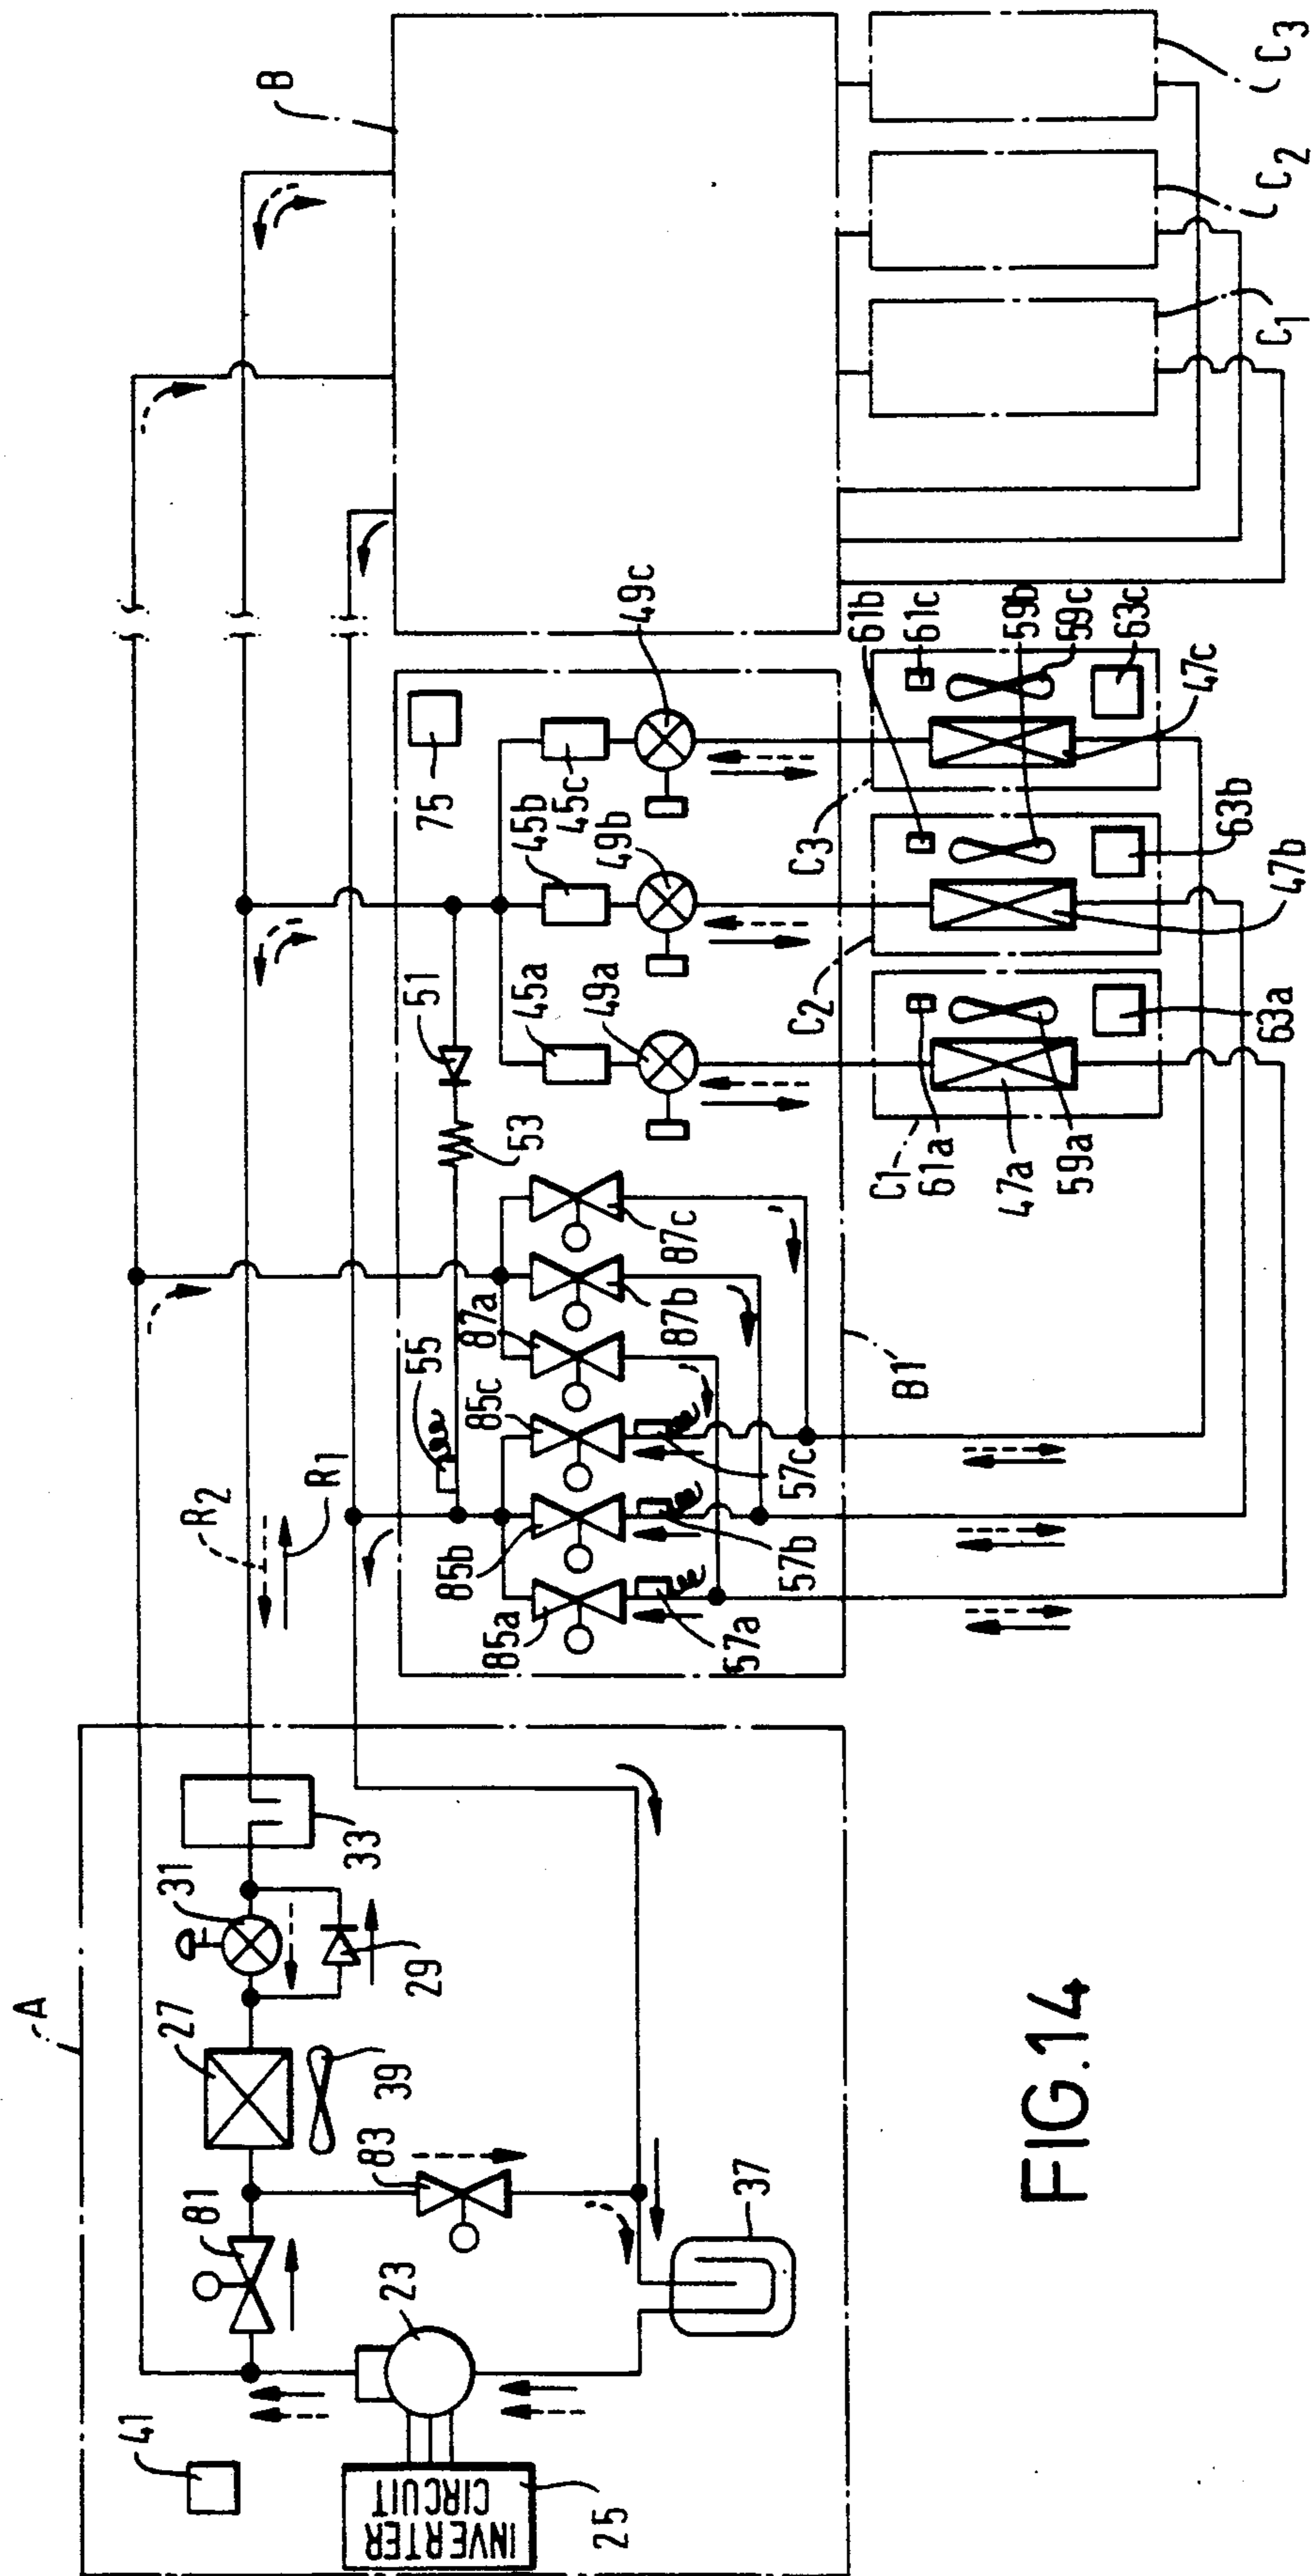 A
41
INVERTER
CIRCUIT
25
23
81
83
27
39
31
29
33
37
R2
R1
B
B1
75
55
51
53
85a
85b
85c
87a
87b
87c
57a
57b
57c
45a
45b
45c
49a
49b
49c
C1
C2
C3
61a
61b
61c
47a
47b
47c
59a
59b
59c
63a
63b
63c
C1
C2
C3
FIG.14